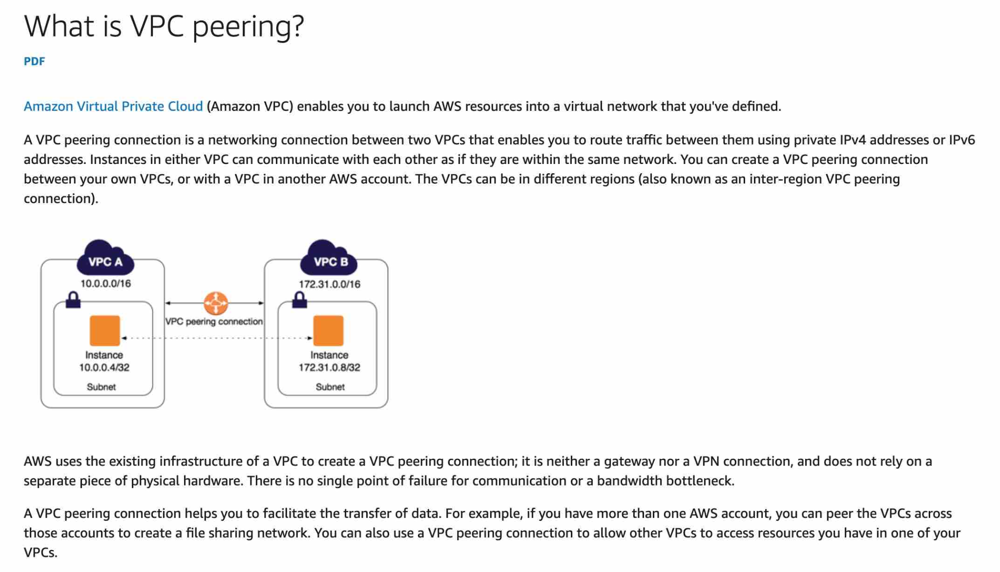 What is VPC peering?
PDF
Amazon Virtual Private Cloud (Amazon VPC) enables you to launch AWS resources into a virtual network that you've defined.
A VPC peering connection is a networking connection between two VPCs that enables you to route traffic between them using private IPv4 addresses or IPv6
addresses. Instances in either VPC can communicate with each other as if they are within the same network. You can create a VPC peering connection
between your own VPCs, or with a VPC in another AWS account. The VPCs can be in different regions (also known as an inter-region VPC peering
connection).
VPC A
10.0.0.0/16
Instance
10.0.0.4/32
Subnet
VPC peering connection
VPC B
172.31.0.0/16
Instance
172.31.0.8/32
Subnet
AWS uses the existing infrastructure of a VPC to create a VPC peering connection; it is neither a gateway nor a VPN connection, and does not rely on a
separate piece of physical hardware. There is no single point of failure for communication or a bandwidth bottleneck.
A VPC peering connection helps you to facilitate the transfer of data. For example, if you have more than one AWS account, you can peer the VPCs across
those accounts to create a file sharing network. You can also use a VPC peering connection to allow other VPCs to access resources you have in one of your
VPCs.